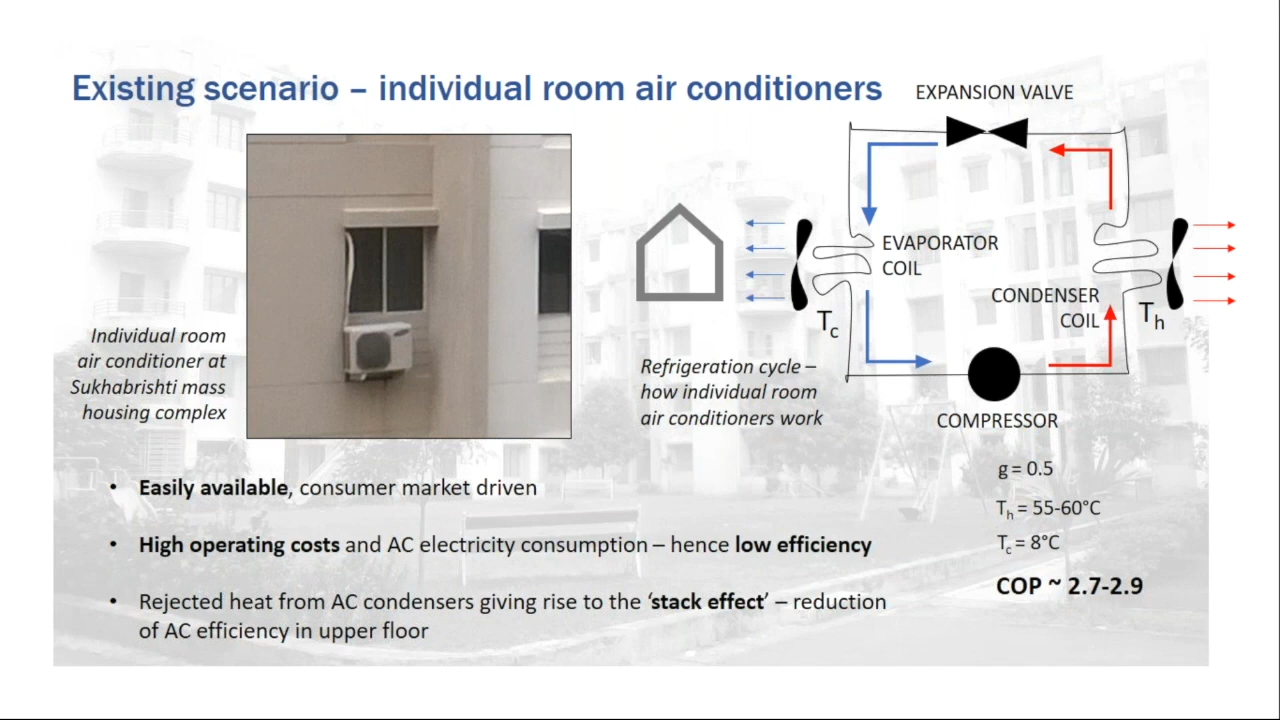 Existing scenario – individual room air conditioners
EXPANSION VALVE
EVAPORATOR
COIL
CONDENSER
COIL
T_c
T_h
Individual room
air conditioner at
Sukhabrishti mass
housing complex
Refrigeration cycle –
how individual room
air conditioners work
COMPRESSOR
g = 0.5
T_h = 55-60°C
T_c = 8°C
COP ~ 2.7-2.9
• Easily available, consumer market driven
• High operating costs and AC electricity consumption – hence low efficiency
• Rejected heat from AC condensers giving rise to the ‘stack effect’ – reduction
of AC efficiency in upper floor